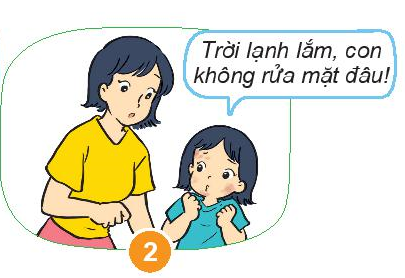 Trời lạnh lắm, con
không rửa mặt đâu!
2